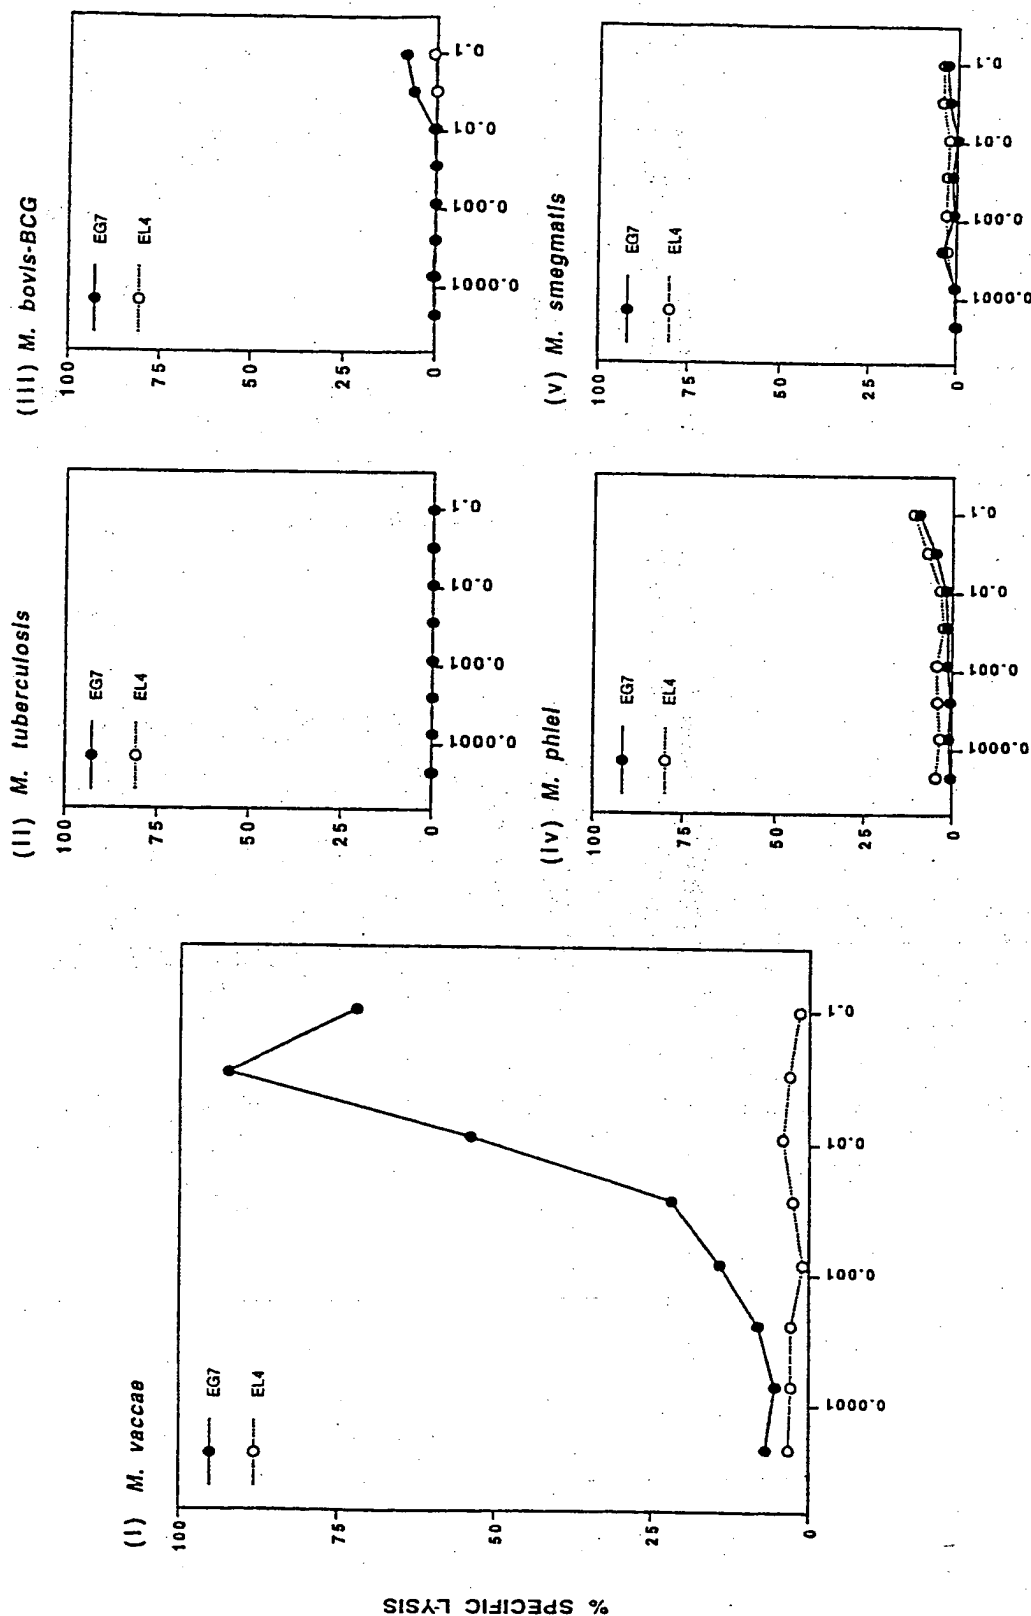 (I) M. vaccae
EG7
EL4
100
75
50
25
0
0.0001
0.001
0.01
0.1
% SPECIFIC LYSIS
(II) M. tuberculosis
EG7
EL4
100
75
50
25
0
0.0001
0.001
0.01
0.1
(III) M. bovis-BCG
EG7
EL4
100
75
50
25
0
0.0001
0.001
0.01
0.1
(IV) M. phlei
EG7
EL4
100
75
50
25
0
0.0001
0.001
0.01
0.1
(V) M. smegmatis
EG7
EL4
100
75
50
25
0
0.0001
0.001
0.01
0.1